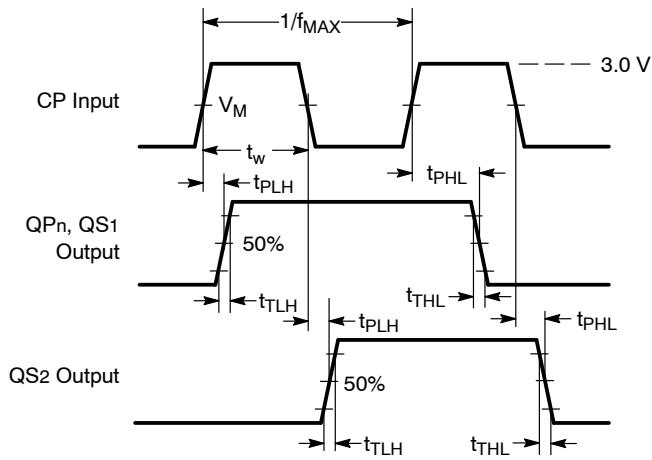 1/fMAX
3.0 V
CP Input
VM
tw
tPLH
tPHL
QPn, QS1
Output
50%
tTLH
tTHL
tPLH
tPHL
QS2 Output
50%
tTLH
tTHL